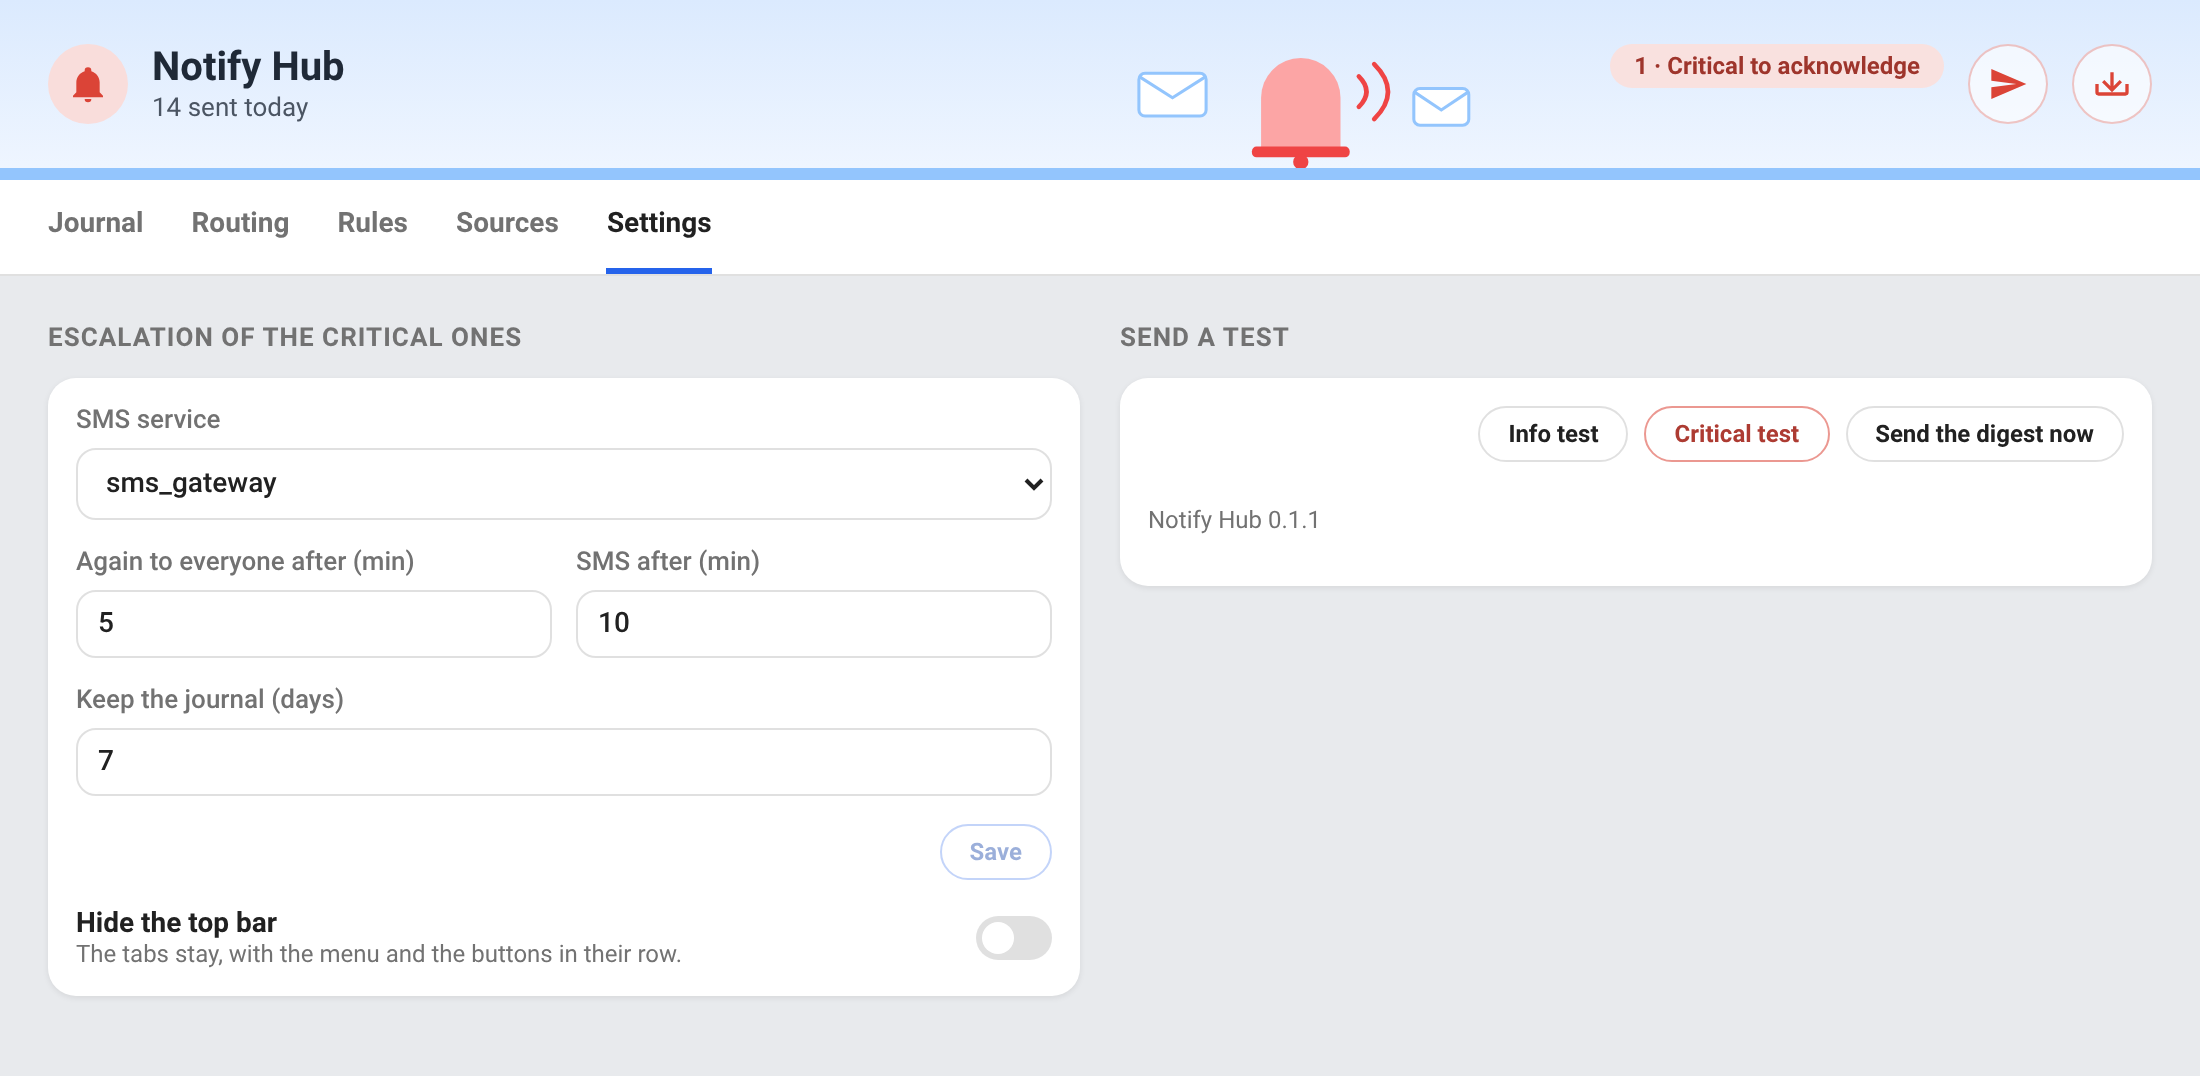 Notify Hub
14 sent today
1 · Critical to acknowledge
Journal
Routing
Rules
Sources
Settings
ESCALATION OF THE CRITICAL ONES
SMS service
sms_gateway
Again to everyone after (min)
SMS after (min)
5
10
Keep the journal (days)
7
Save
Hide the top bar
The tabs stay, with the menu and the buttons in their row.
SEND A TEST
Info test
Critical test
Send the digest now
Notify Hub 0.1.1